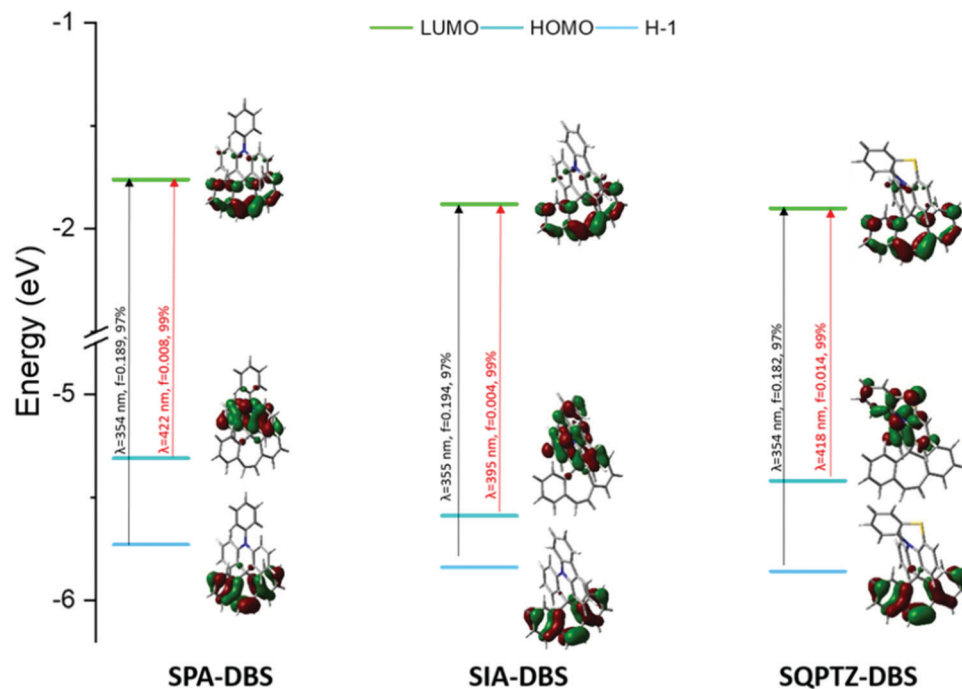 LUMO HOMO H-1
Energy (eV)
-1
-2
-5
-6
λ=354 nm, f=0.189, 97%
λ=422 nm, f=0.008, 99%
λ=355 nm, f=0.194, 97%
λ=395 nm, f=0.004, 99%
λ=354 nm, f=0.182, 97%
λ=418 nm, f=0.014, 99%
SPA-DBS SIA-DBS SQPTZ-DBS